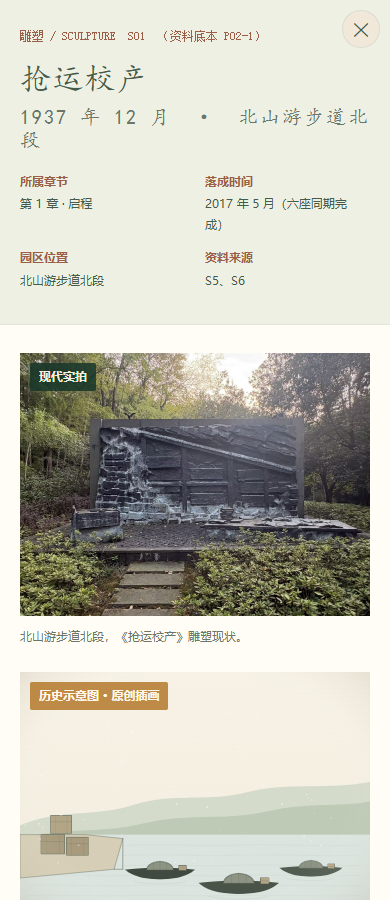 雕塑 / SCULPTURE S01 （资料底本 P02-1）
抢运校产
1937 年 12 月 • 北山游步道北
段
所属章节
第 1 章 · 启程
落成时间
2017 年 5 月（六座同期完
成）
园区位置
北山游步道北段
资料来源
S5、S6
现代实拍
北山游步道北段，《抢运校产》雕塑现状。
历史示意图 · 原创插画